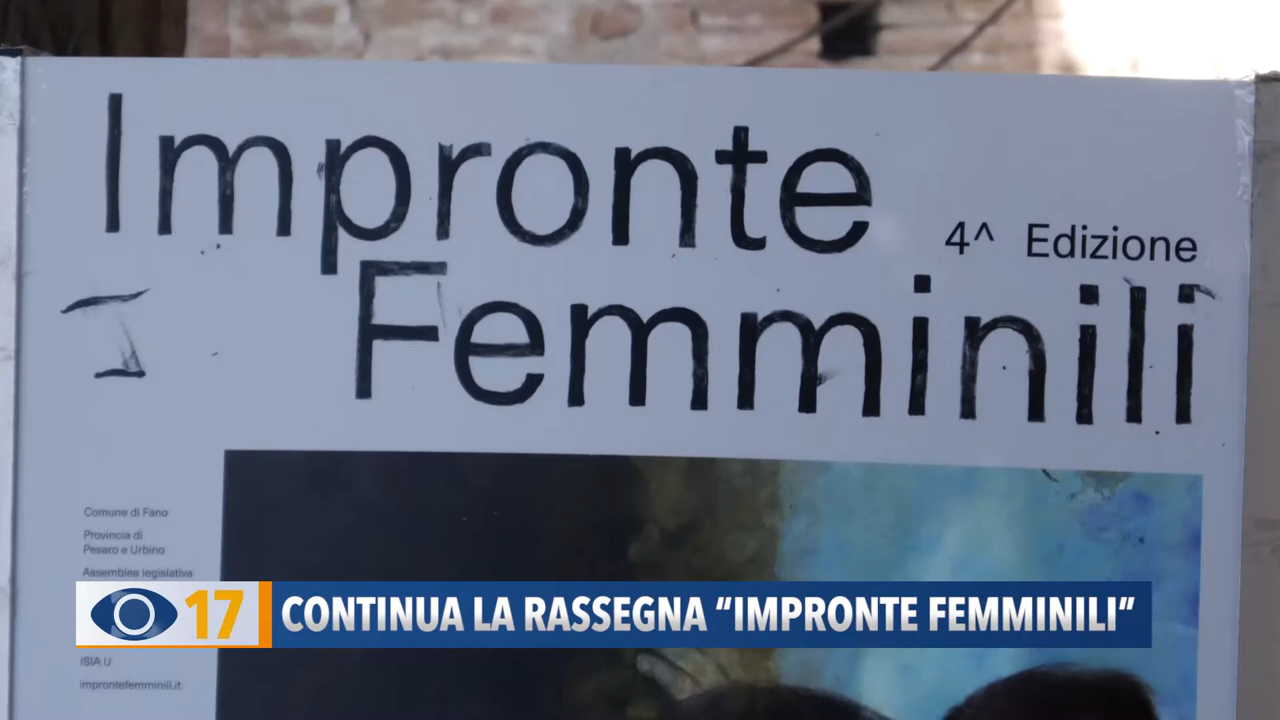 Impronte
4^ Edizione
Femminili
I
Comune di Fano
Provincia di
Pesaro e Urbino
Assemblea legislativa
17 CONTINUA LA RASSEGNA “IMPRONTE FEMMINILI”
ISIA U
improntefemminili.it